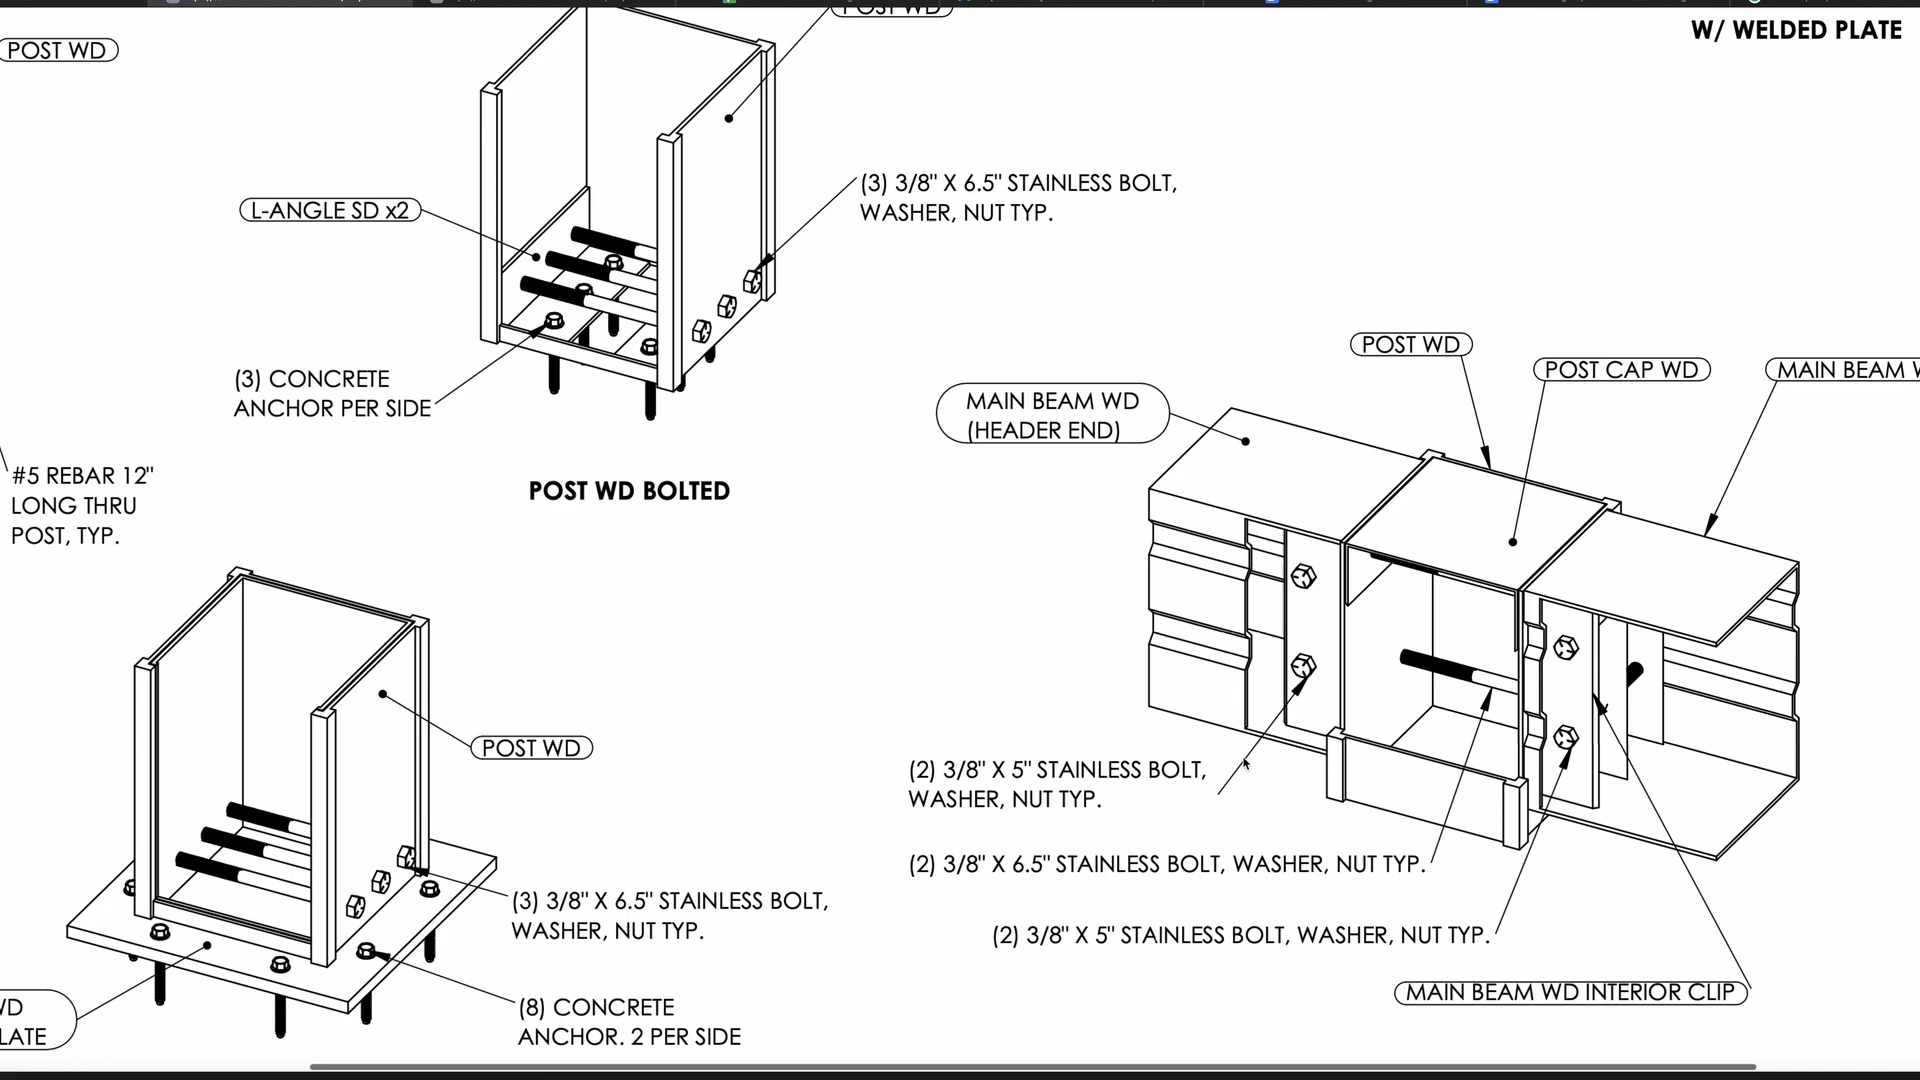 POST WD
POST WD
W/ WELDED PLATE
L-ANGLE SD x2
(3) 3/8" X 6.5" STAINLESS BOLT,
WASHER, NUT TYP.
(3) CONCRETE
ANCHOR PER SIDE
#5 REBAR 12"
LONG THRU
POST, TYP.
POST WD BOLTED
POST WD
POST CAP WD
MAIN BEAM
MAIN BEAM WD
(HEADER END)
POST WD
(2) 3/8" X 5" STAINLESS BOLT,
WASHER, NUT TYP.
(2) 3/8" X 6.5" STAINLESS BOLT, WASHER, NUT TYP.
(2) 3/8" X 5" STAINLESS BOLT, WASHER, NUT TYP.
MAIN BEAM WD INTERIOR CLIP
(3) 3/8" X 6.5" STAINLESS BOLT,
WASHER, NUT TYP.
(8) CONCRETE
ANCHOR. 2 PER SIDE